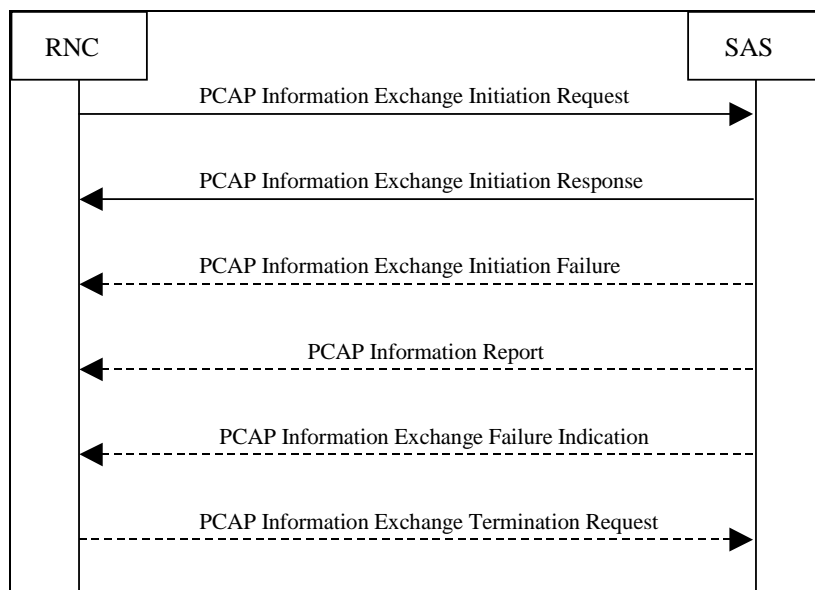 RNC
SAS
PCAP Information Exchange Initiation Request
PCAP Information Exchange Initiation Response
PCAP Information Exchange Initiation Failure
PCAP Information Report
PCAP Information Exchange Failure Indication
PCAP Information Exchange Termination Request